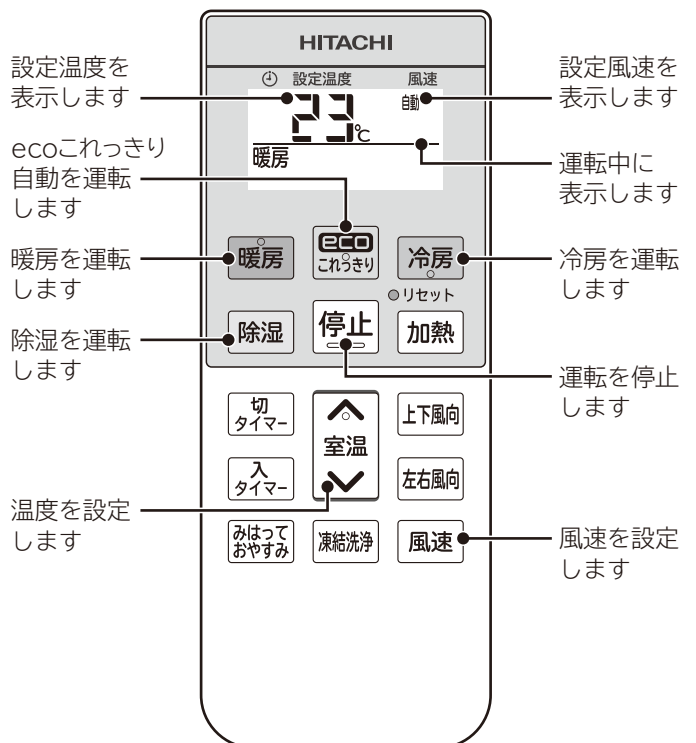 HITACHI
設定温度を
表示します
設定温度
風速
設定風速を
表示します
23℃
自動
暖房
運転中に
表示します
ecoこれっきり
自動を運転
します
暖房を運転
します
暖房
eco
これっきり
冷房
冷房を運転
します
リセット
除湿を運転
します
除湿
停止
加熱
運転を停止
します
切
タイマー
室温
上下風向
入
タイマー
左右風向
温度を設定
します
みはって
おやすみ
凍結洗浄
風速
風速を設定
します